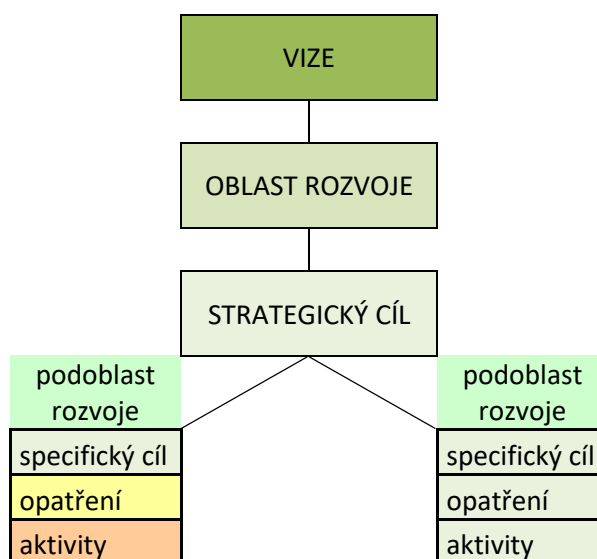 VIZE
OBLAST ROZVOJE
STRATEGICKÝ CÍL
podoblast
rozvoje
specifický cíl
opatření
aktivity
podoblast
rozvoje
specifický cíl
opatření
aktivity